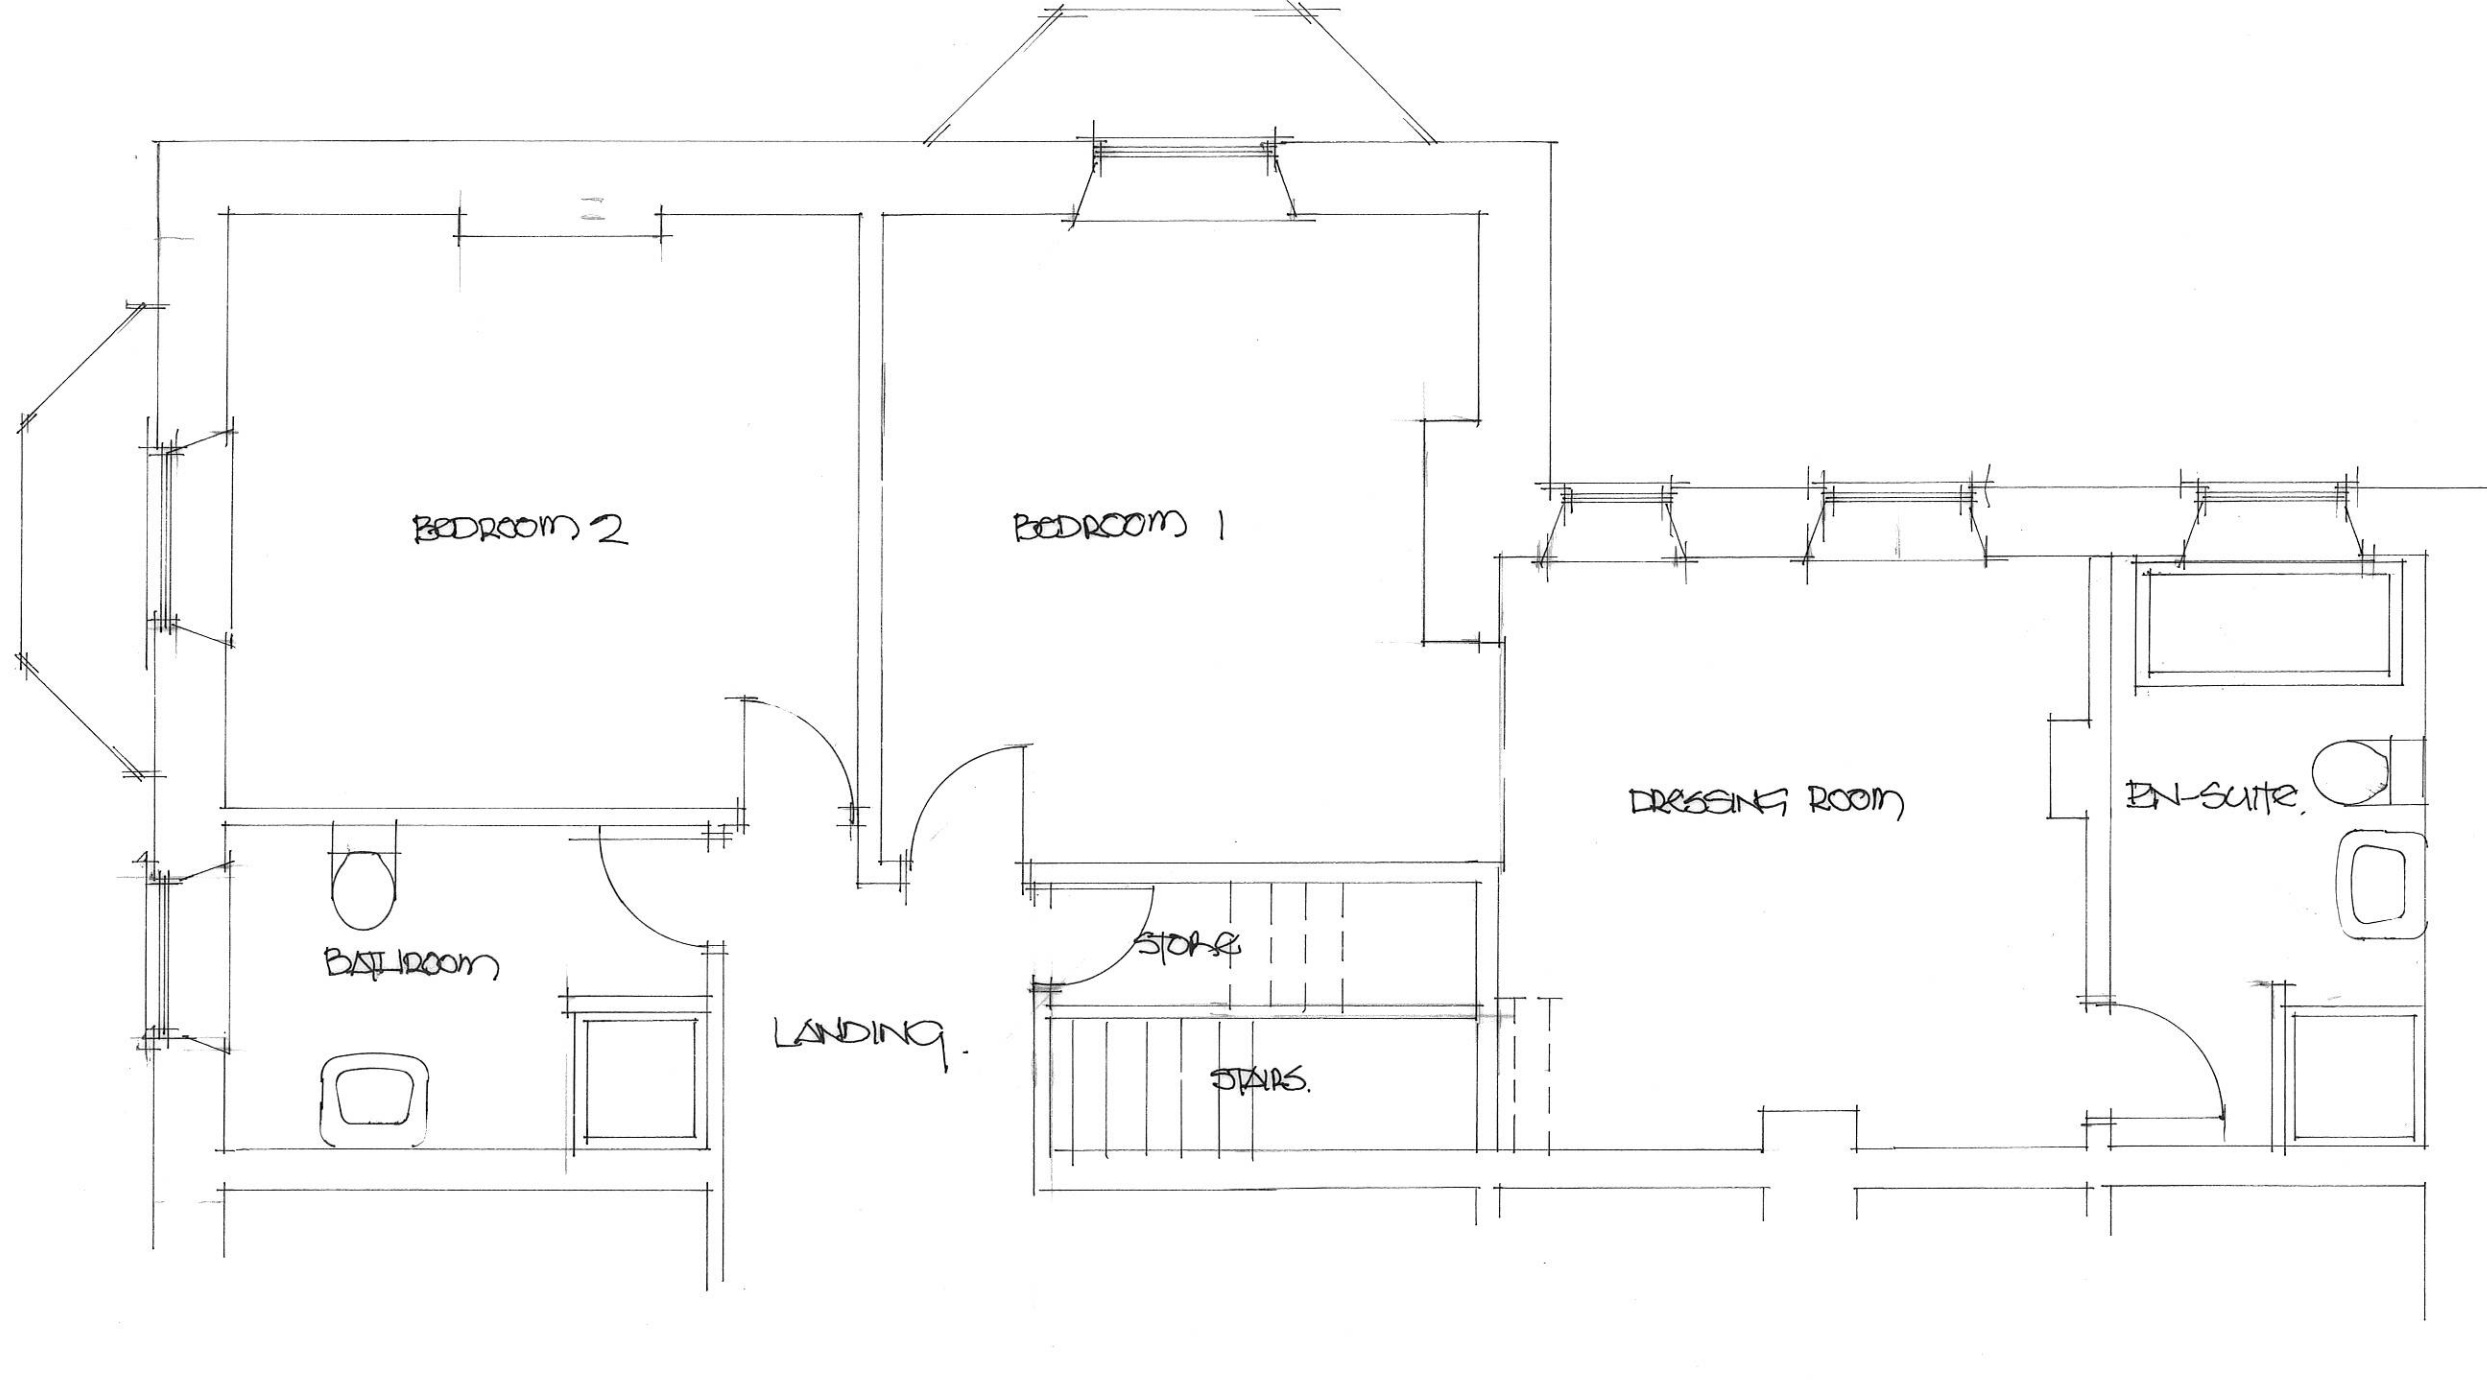 BEDROOM 2
BEDROOM 1
DRESSING ROOM
EN-SUITE.
STORE
BATHROOM
LANDING.
STAIRS.